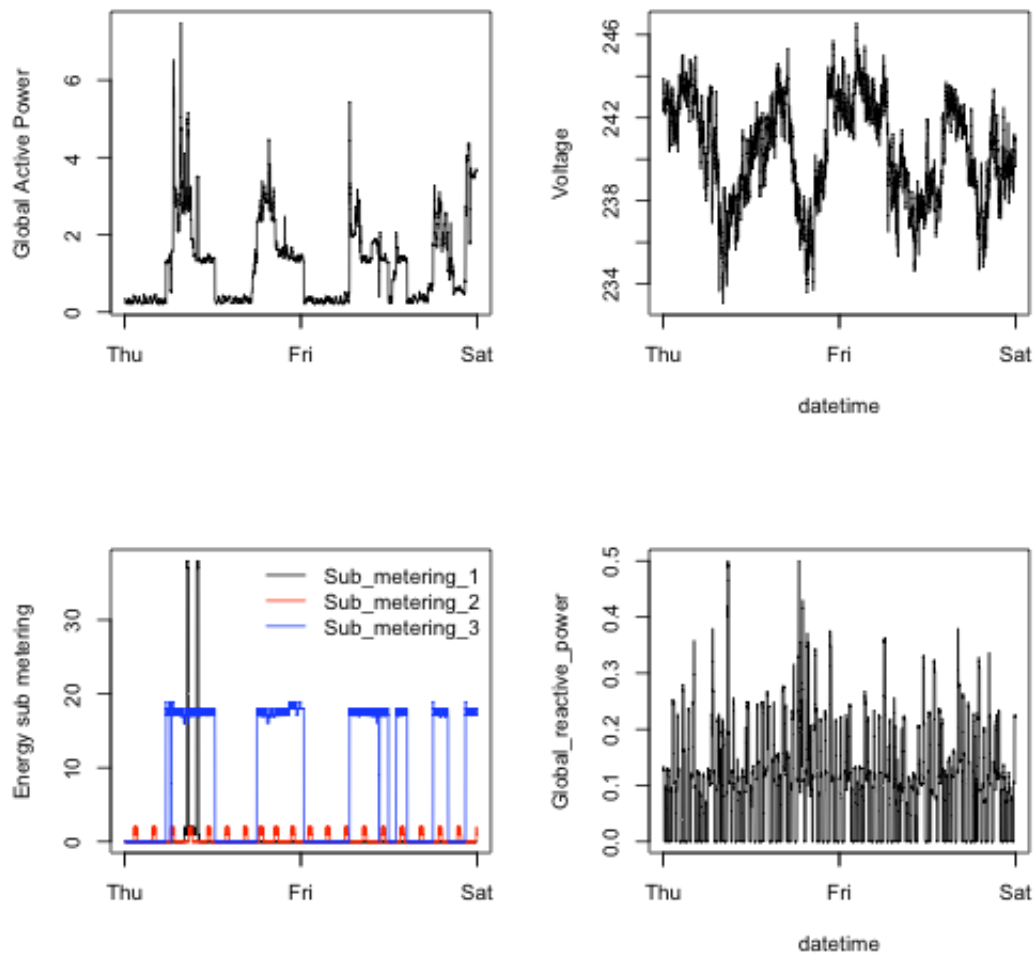 Global Active Power
0 2 4 6
Thu Fri Sat
Voltage
234 238 242 246
Thu Fri Sat
datetime
Energy sub metering
0 10 20 30
Sub_metering_1
Sub_metering_2
Sub_metering_3
Thu Fri Sat
Global_reactive_power
0.0 0.1 0.2 0.3 0.4 0.5
Thu Fri Sat
datetime